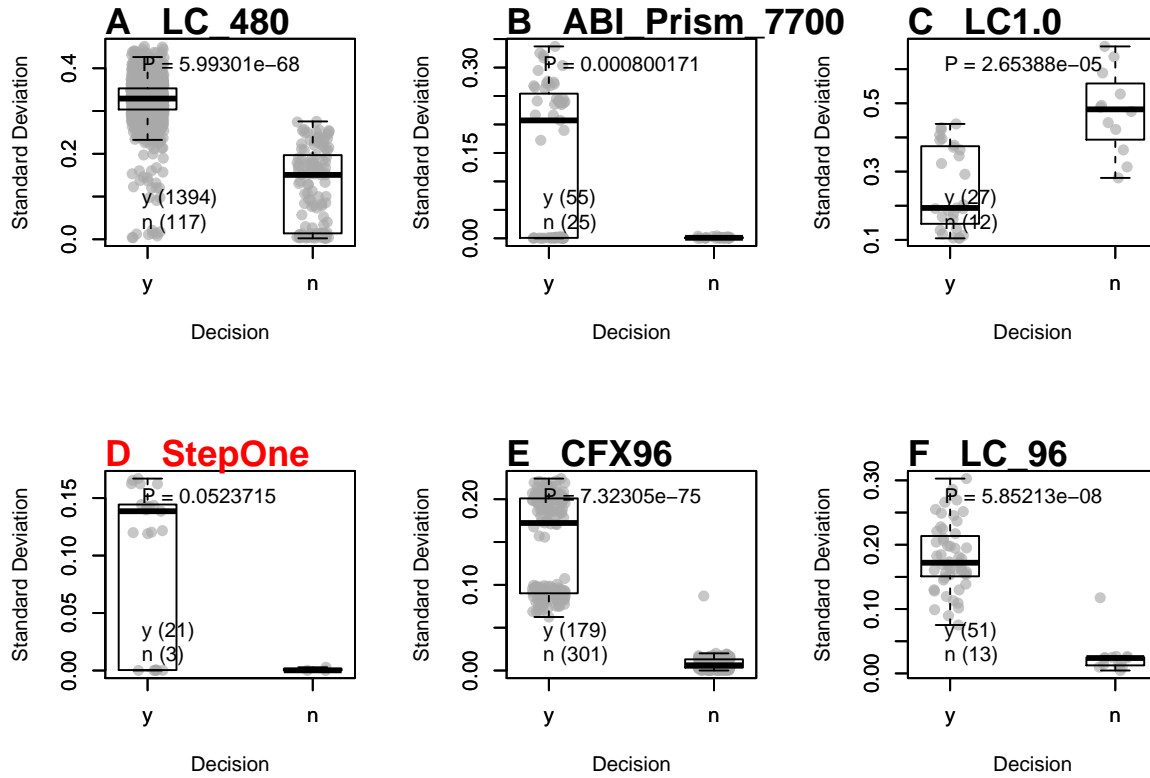 A LC_480
P = 5.99301e−68
Standard Deviation
0.4
0.2
0.0
y (1394)
n (117)
y n
Decision
B ABI_Prism_7700
P = 0.000800171
Standard Deviation
0.30
0.15
0.00
y (55)
n (25)
y n
Decision
C LC1.0
P = 2.65388e−05
Standard Deviation
0.5
0.3
0.1
y (27)
n (12)
y n
Decision
D StepOne
P = 0.0523715
Standard Deviation
0.15
0.10
0.05
0.00
y (21)
n (3)
y n
Decision
E CFX96
P = 7.32305e−75
Standard Deviation
0.20
0.10
0.00
y (179)
n (301)
y n
Decision
F LC_96
P = 5.85213e−08
Standard Deviation
0.30
0.20
0.10
0.00
y (51)
n (13)
y n
Decision